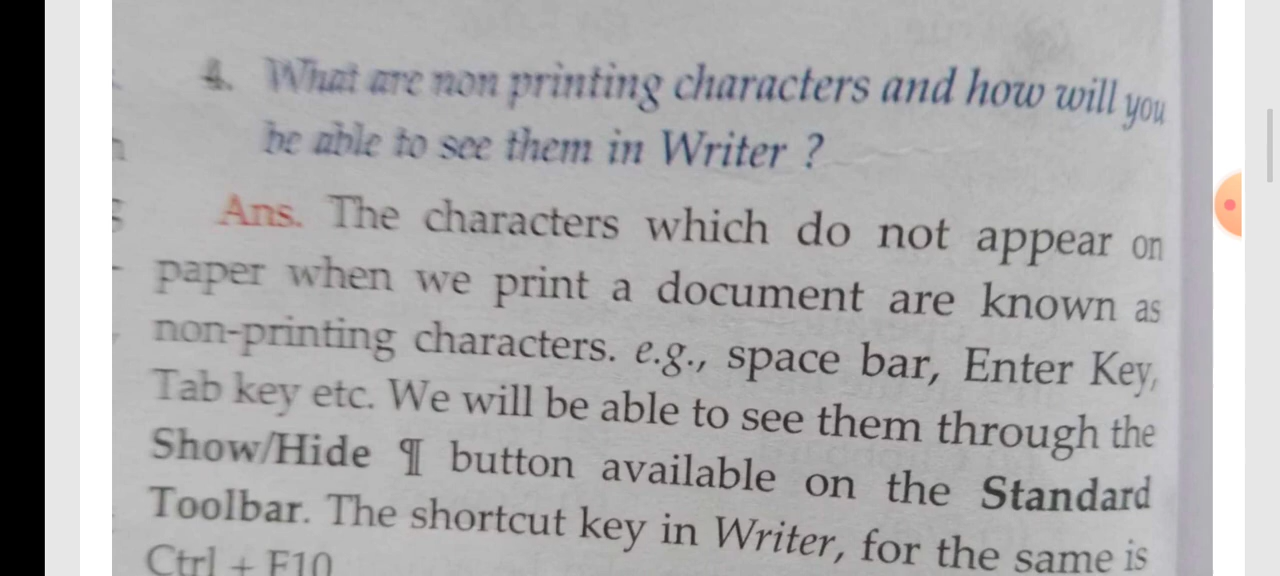 4. What are non printing characters and how will you
be able to see them in Writer ?
Ans. The characters which do not appear on
paper when we print a document are known as
non-printing characters. e.g., space bar, Enter Key,
Tab key etc. We will be able to see them through the
Show/Hide ¶ button available on the Standard
Toolbar. The shortcut key in Writer, for the same is
Ctrl + F10